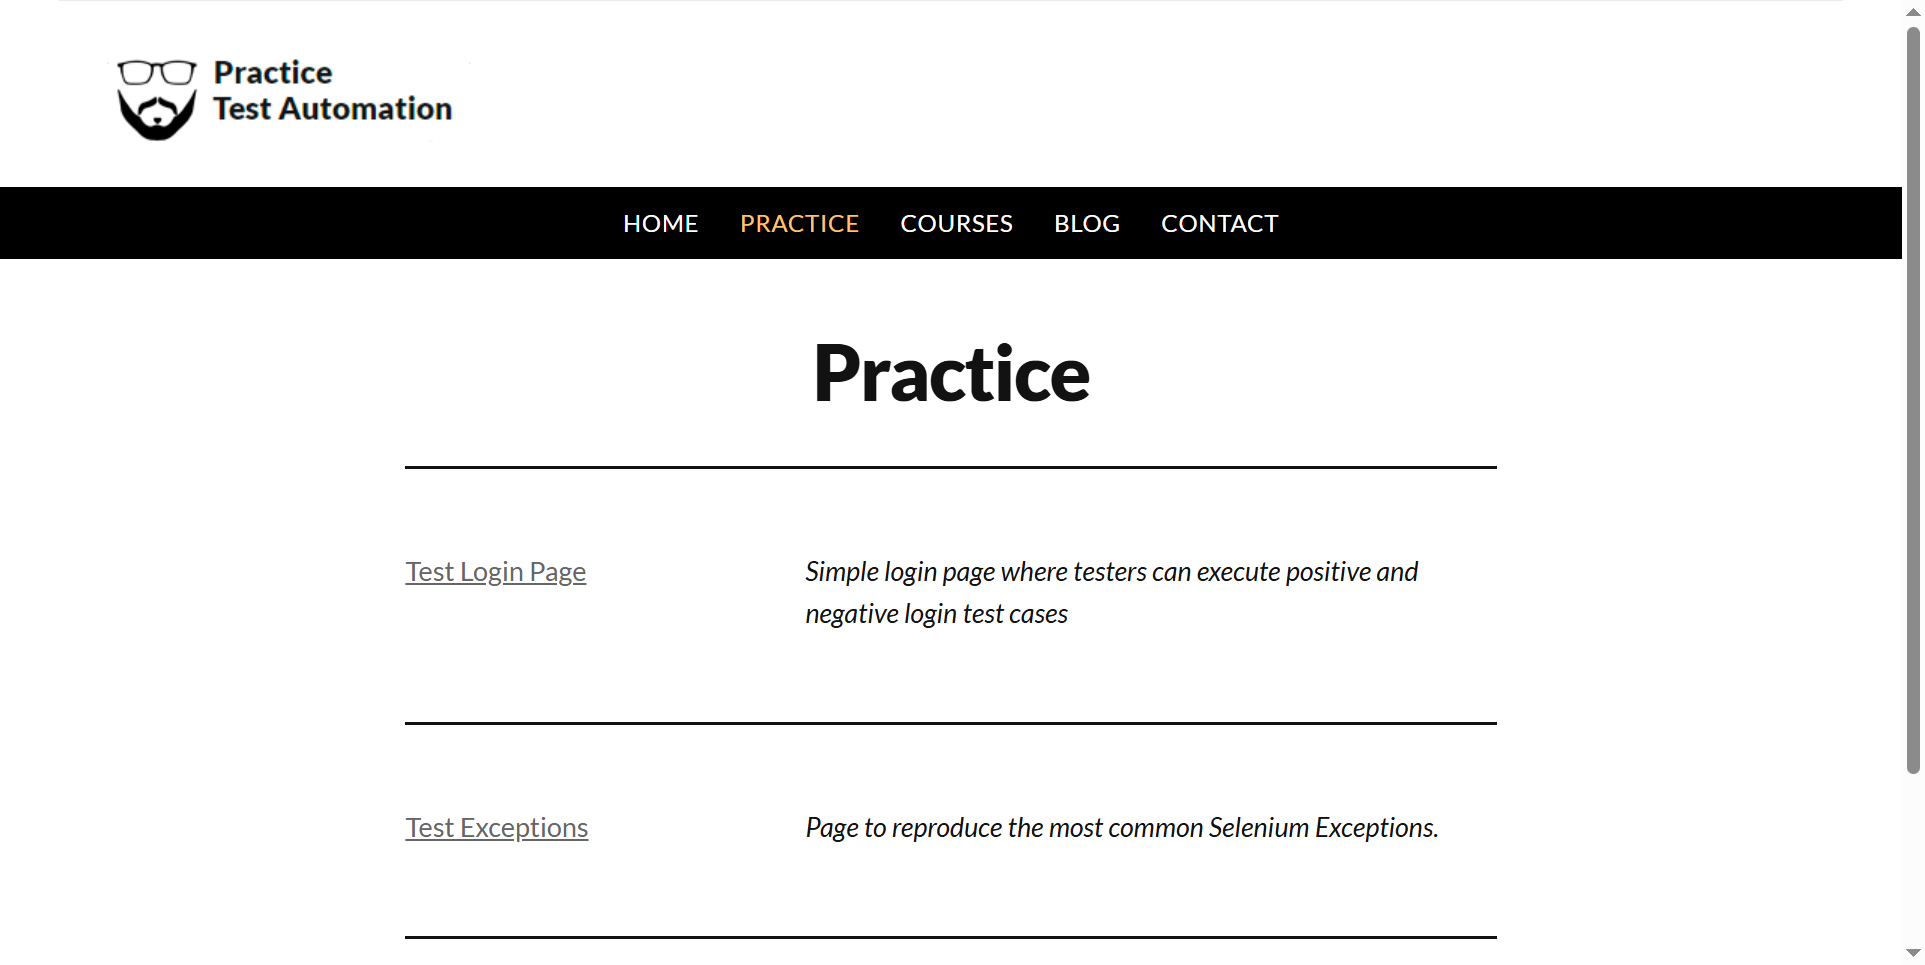 Practice
Test Automation
HOME PRACTICE COURSES BLOG CONTACT
Practice
Test Login Page
Simple login page where testers can execute positive and
negative login test cases
Test Exceptions
Page to reproduce the most common Selenium Exceptions.